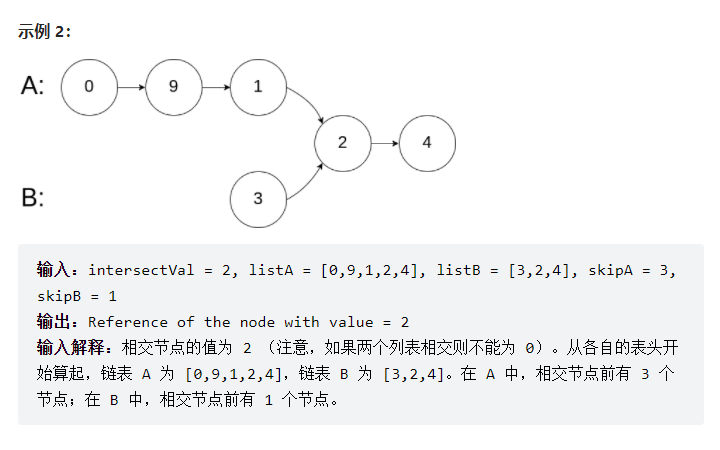 示例 2：
A: 0 9 1
2 4
B: 3
输入：intersectVal = 2, listA = [0,9,1,2,4], listB = [3,2,4], skipA = 3,
skipB = 1
输出：Reference of the node with value = 2
输入解释：相交节点的值为 2 （注意，如果两个列表相交则不能为 0）。从各自的表头开
始算起，链表 A 为 [0,9,1,2,4]，链表 B 为 [3,2,4]。在 A 中，相交节点前有 3 个
节点；在 B 中，相交节点前有 1 个节点。